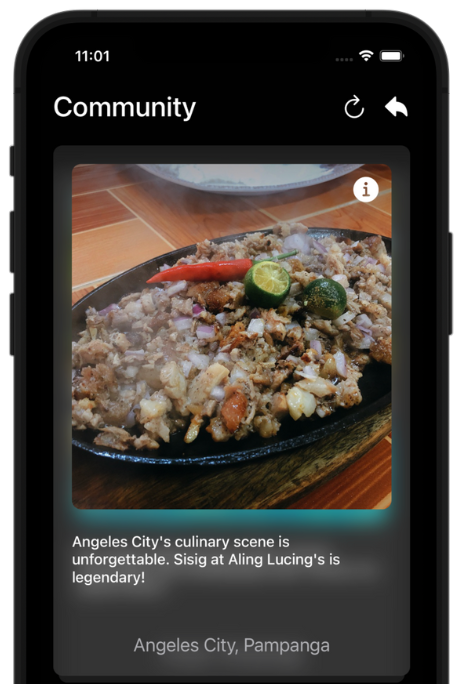 11:01
Community
i
Angeles City's culinary scene is
unforgettable. Sisig at Aling Lucing's is
legendary!
Angeles City, Pampanga